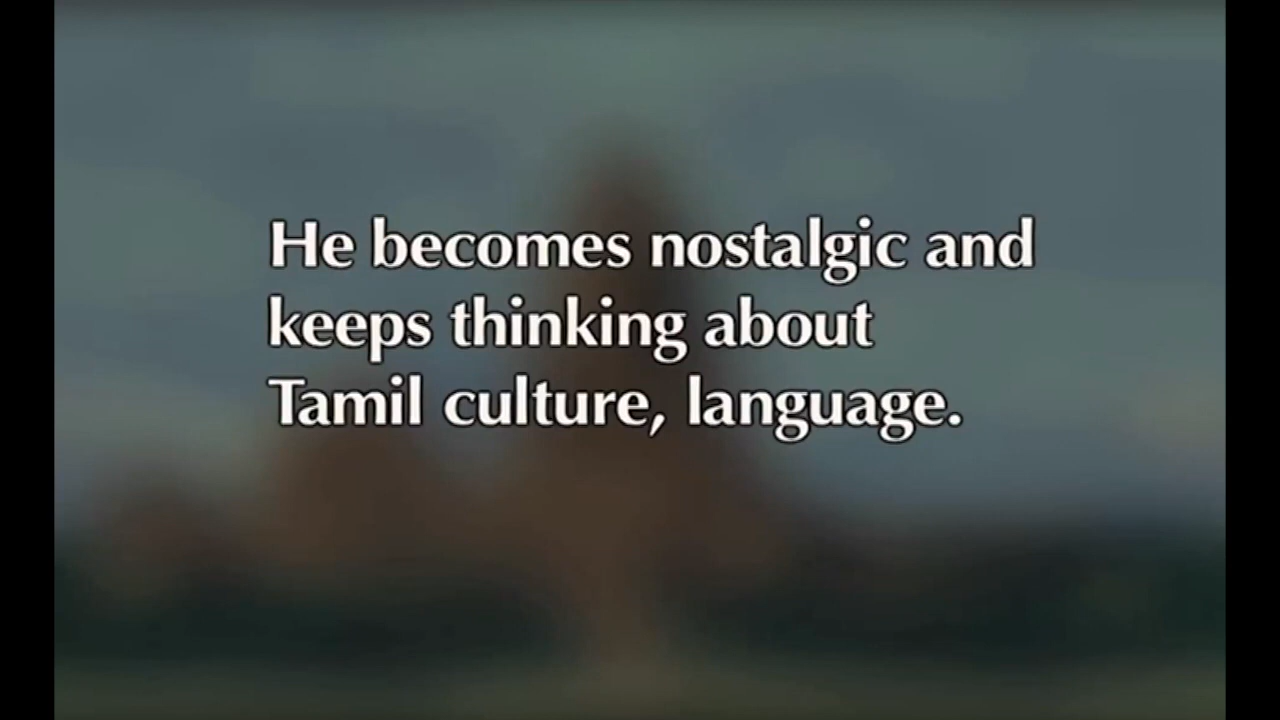 He becomes nostalgic and
keeps thinking about
Tamil culture, language.